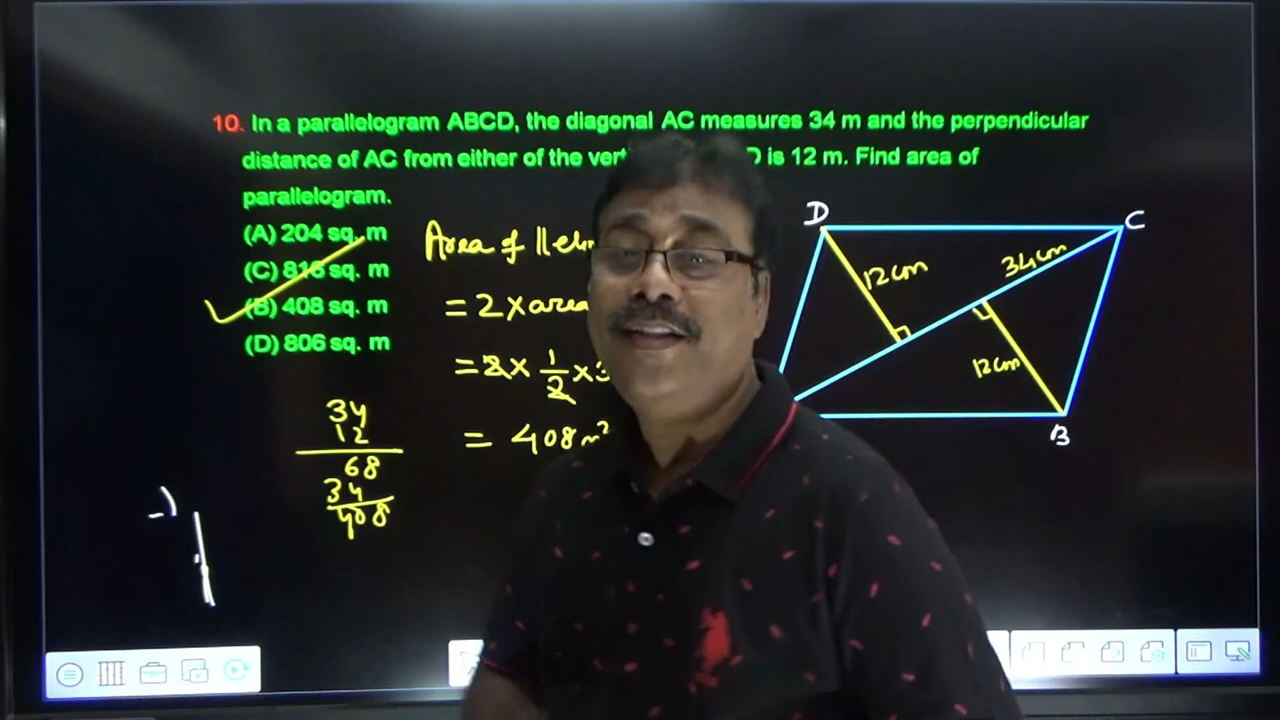 10. In a parallelogram ABCD, the diagonal AC measures 34 m and the perpendicular
distance of AC from either of the is 12 m. Find area of
parallelogram.
(A) 204 sq. m
(C) 816 sq. m
(B) 408 sq. m
(D) 806 sq. m
Area of
= 2 × area
= 2 × 1/2 ×
= 408 m²
34
12
68
34
408
D
C
12cm
34cm
12cm
B